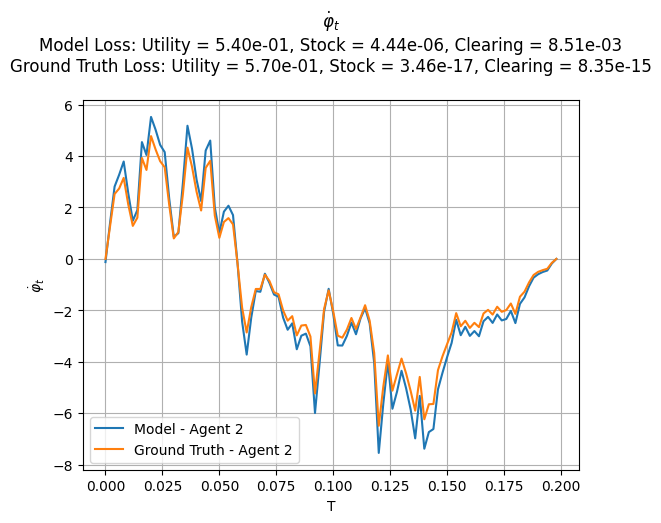 φ̇ₜ
Model Loss: Utility = 5.40e-01, Stock = 4.44e-06, Clearing = 8.51e-03
Ground Truth Loss: Utility = 5.70e-01, Stock = 3.46e-17, Clearing = 8.35e-15
6
4
2
0
−2
−4
−6
−8
φ̇ₜ
Model - Agent 2
Ground Truth - Agent 2
0.000 0.025 0.050 0.075 0.100 0.125 0.150 0.175 0.200
T